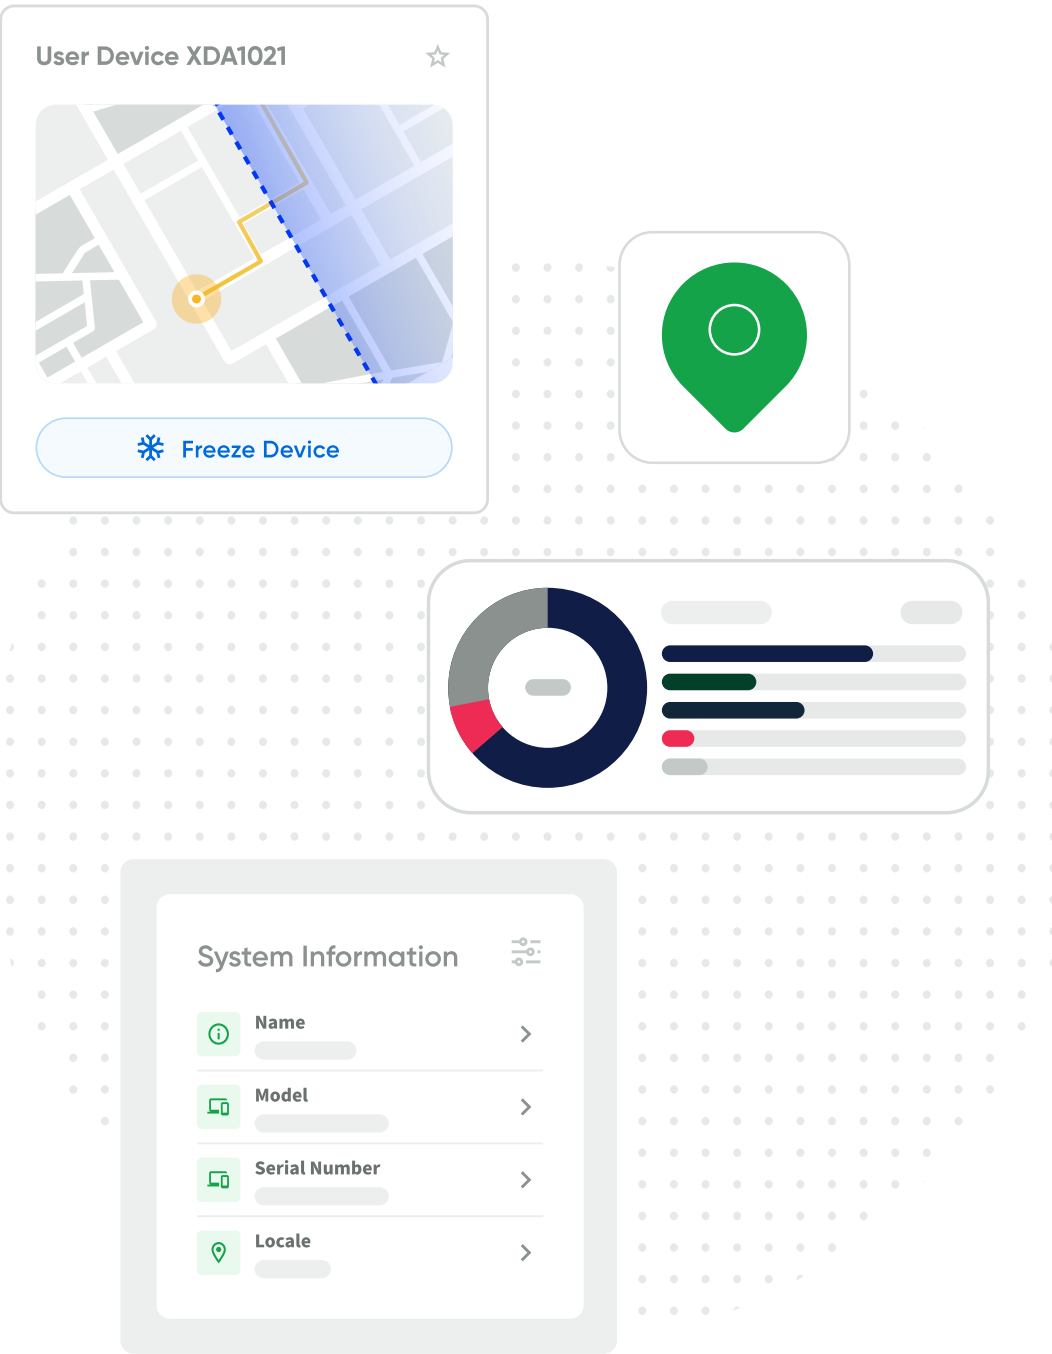 User Device XDA1021
Freeze Device
System Information
Name
Model
Serial Number
Locale